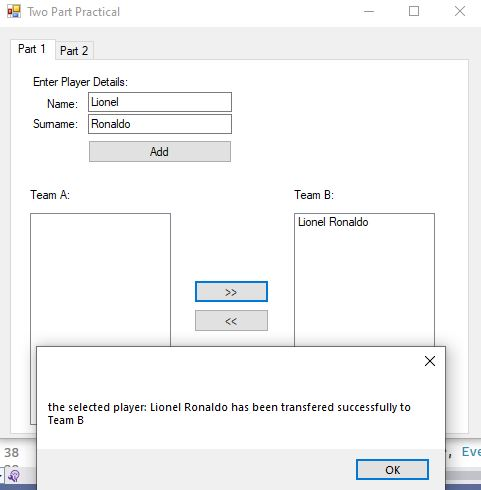 Two Part Practical
Part 1 Part 2
Enter Player Details:
Name: Lionel
Surname: Ronaldo
Add
Team A: Team B:
Lionel Ronaldo
>>
<<
the selected player: Lionel Ronaldo has been transfered successfully to
Team B
38 , Eve
OK